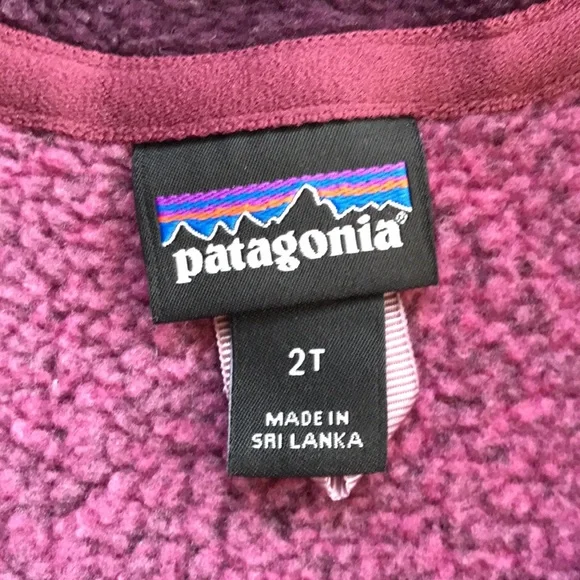 patagonia®
2T
MADE IN
SRI LANKA